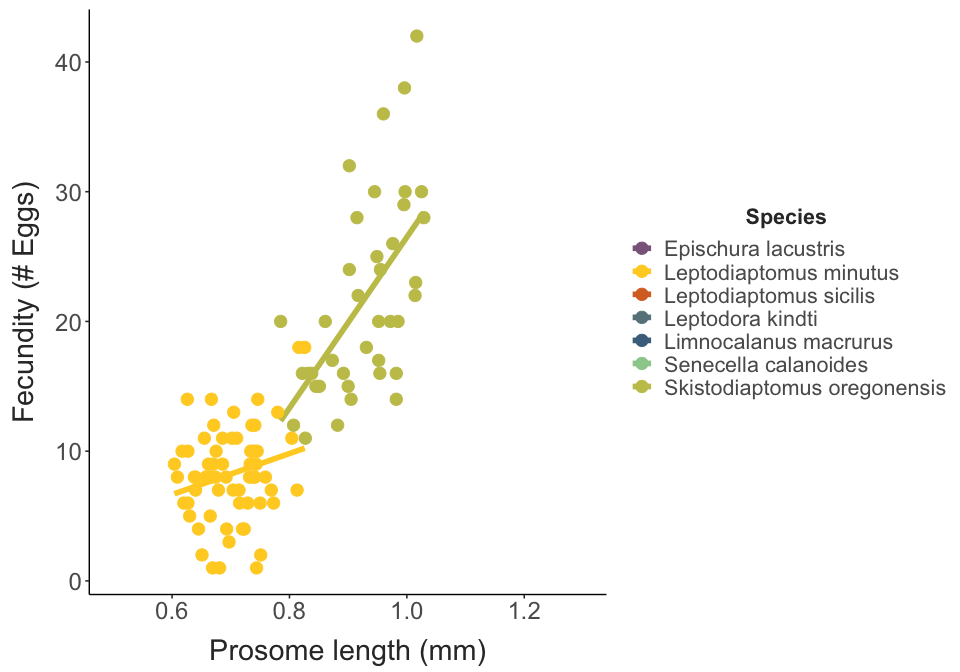 Fecundity (# Eggs)
40
30
20
10
0
0.6
0.8
1.0
1.2
Prosome length (mm)
Species
Epischura lacustris
Leptodiaptomus minutus
Leptodiaptomus sicilis
Leptodora kindti
Limnocalanus macrurus
Senecella calanoides
Skistodiaptomus oregonensis